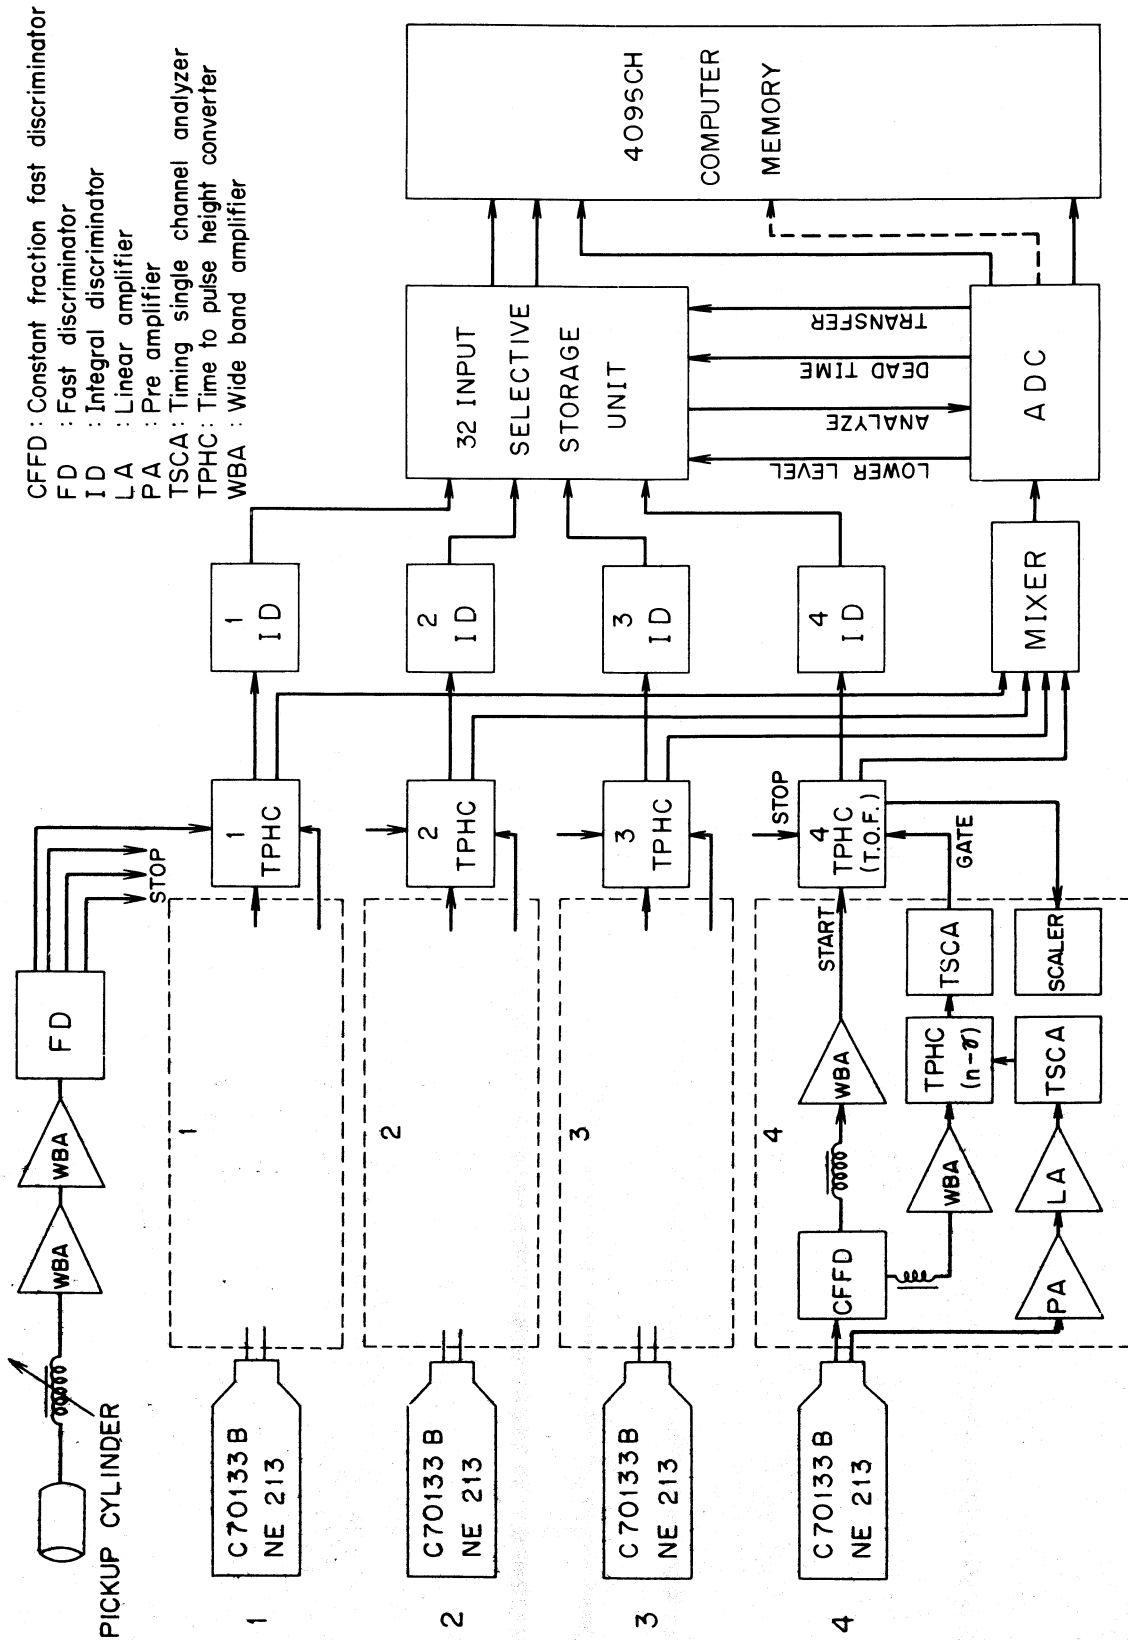 CFFD : Constant fraction fast discriminator
FD : Fast discriminator
ID : Integral discriminator
LA : Linear amplifier
PA : Pre amplifier
TSCA : Timing single channel analyzer
TPHC : Time to pulse height converter
WBA : Wide band amplifier
PICKUP CYLINDER
WBA
WBA
FD
STOP
1
C70133B
NE 213
1
1
TPHC
1
ID
2
C70133B
NE 213
2
2
TPHC
2
ID
3
C70133B
NE 213
3
3
TPHC
3
ID
4
C70133B
NE 213
4
CFFD
WBA
START
STOP
4
TPHC
(T.O.F.)
4
ID
WBA
TPHC
(n-γ)
TSCA
GATE
PA
LA
TSCA
SCALER
MIXER
32 INPUT
SELECTIVE
STORAGE
UNIT
LOWER LEVEL
ANALYZE
DEAD TIME
TRANSFER
ADC
4096CH
COMPUTER
MEMORY